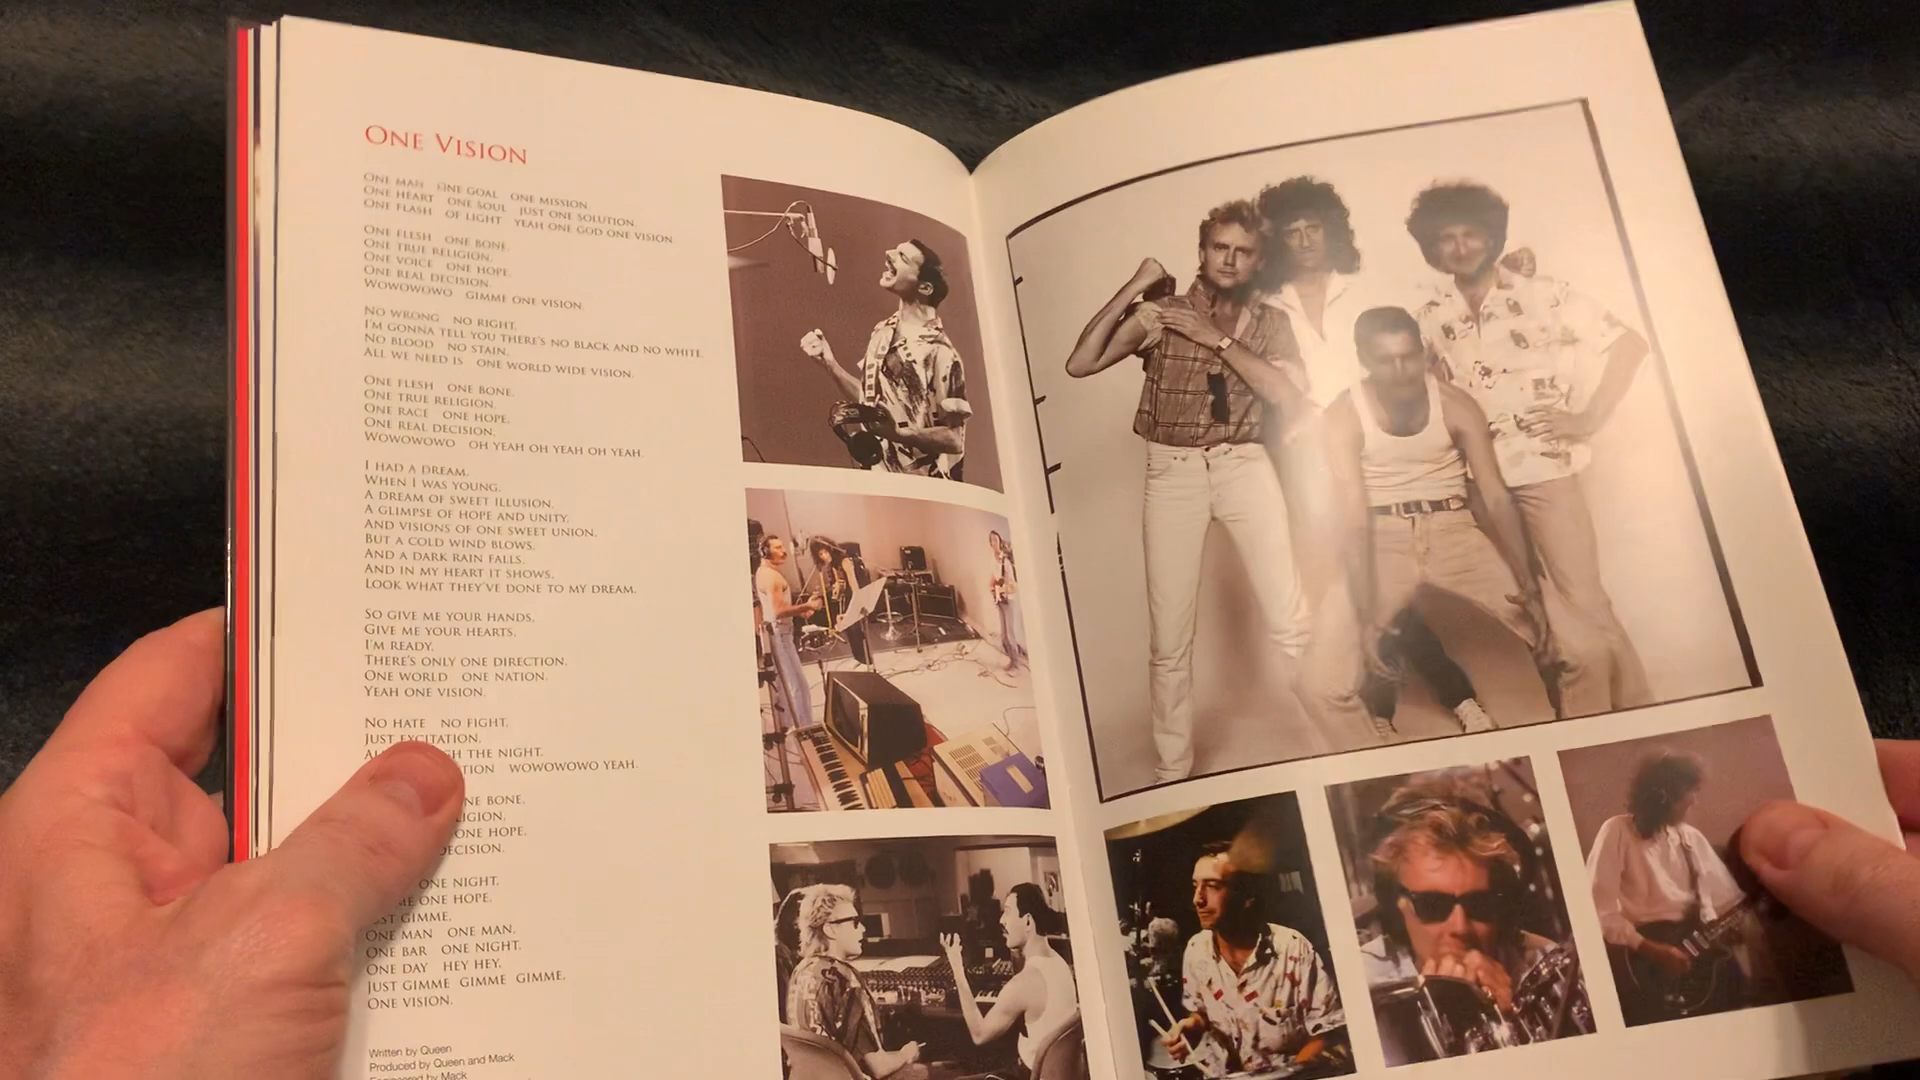 One Vision
One man one goal one mission,
One heart one soul just one solution,
One flash of light yeah one god one vision
One flesh one bone,
One true religion,
One voice one hope,
One real decision,
Wowowowo gimme one vision
No wrong no right,
I'm gonna tell you there's no black and no white,
No blood no stain,
All we need is one world wide vision.
One flesh one bone,
One true religion,
One race one hope,
One real decision,
Wowowowo oh yeah oh yeah oh yeah.
I had a dream,
When I was young,
A dream of sweet illusion,
A glimpse of hope and unity,
And visions of one sweet union,
But a cold wind blows,
And a dark rain falls,
And in my heart it shows,
Look what they've done to my dream.
So give me your hands,
Give me your hearts,
I'm ready,
There's only one direction,
One world one nation,
Yeah one vision.
No hate no fight,
Just excitation,
the night,
wowowowo yeah.
one bone,
one hope,
one night,
one hope,
just gimme,
One man one man,
One bar one night,
One day hey hey,
Just gimme gimme gimme,
One vision.
Written by Queen
Produced by Queen and Mack
Engineered by Mack